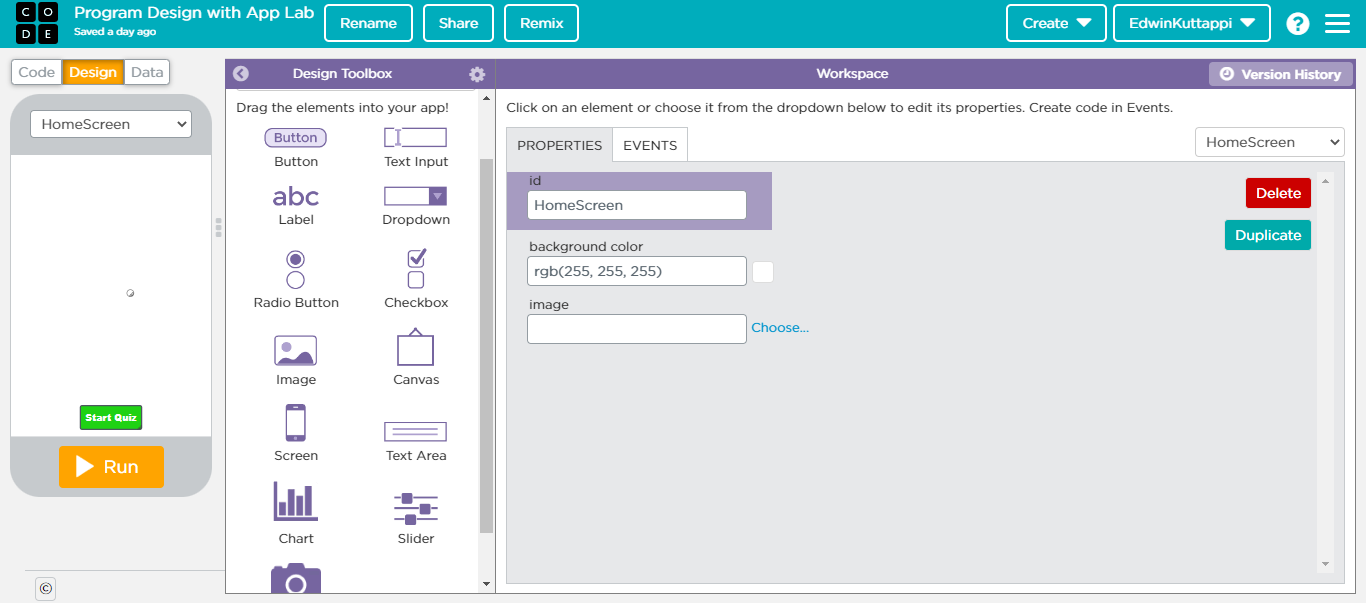 CO
DE
Program Design with App Lab
Saved a day ago
Rename
Share
Remix
Create
EdwinKuttappi
?
Code
Design
Data
HomeScreen
Start Quiz
Run
©
Design Toolbox
Drag the elements into your app!
Button
Button
Text Input
abc
Label
Dropdown
Radio Button
Checkbox
Image
Canvas
Screen
Text Area
Chart
Slider
Workspace
Version History
Click on an element or choose it from the dropdown below to edit its properties. Create code in Events.
PROPERTIES
EVENTS
HomeScreen
id
HomeScreen
Delete
Duplicate
background color
rgb(255, 255, 255)
image
Choose...